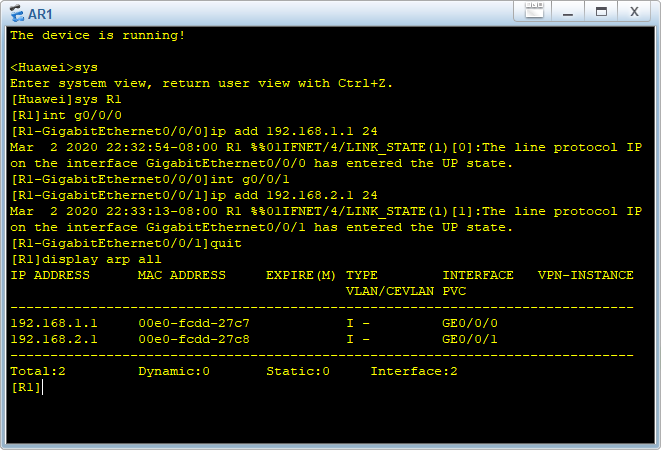 AR1
The device is running!
<Huawei>sys
Enter system view, return user view with Ctrl+Z.
[Huawei]sys R1
[R1]int g0/0/0
[R1-GigabitEthernet0/0/0]ip add 192.168.1.1 24
Mar  2 2020 22:32:54-08:00 R1 %%01IFNET/4/LINK_STATE(l)[0]:The line protocol IP
on the interface GigabitEthernet0/0/0 has entered the UP state.
[R1-GigabitEthernet0/0/0]int g0/0/1
[R1-GigabitEthernet0/0/1]ip add 192.168.2.1 24
Mar  2 2020 22:33:13-08:00 R1 %%01IFNET/4/LINK_STATE(l)[1]:The line protocol IP
on the interface GigabitEthernet0/0/1 has entered the UP state.
[R1-GigabitEthernet0/0/1]quit
[R1]display arp all
IP ADDRESS      MAC ADDRESS     EXPIRE(M) TYPE        INTERFACE   VPN-INSTANCE
                                          VLAN/CEVLAN PVC
------------------------------------------------------------------------------
192.168.1.1     00e0-fcdd-27c7            I -         GE0/0/0
192.168.2.1     00e0-fcdd-27c8            I -         GE0/0/1
------------------------------------------------------------------------------
Total:2         Dynamic:0       Static:0     Interface:2
[R1]